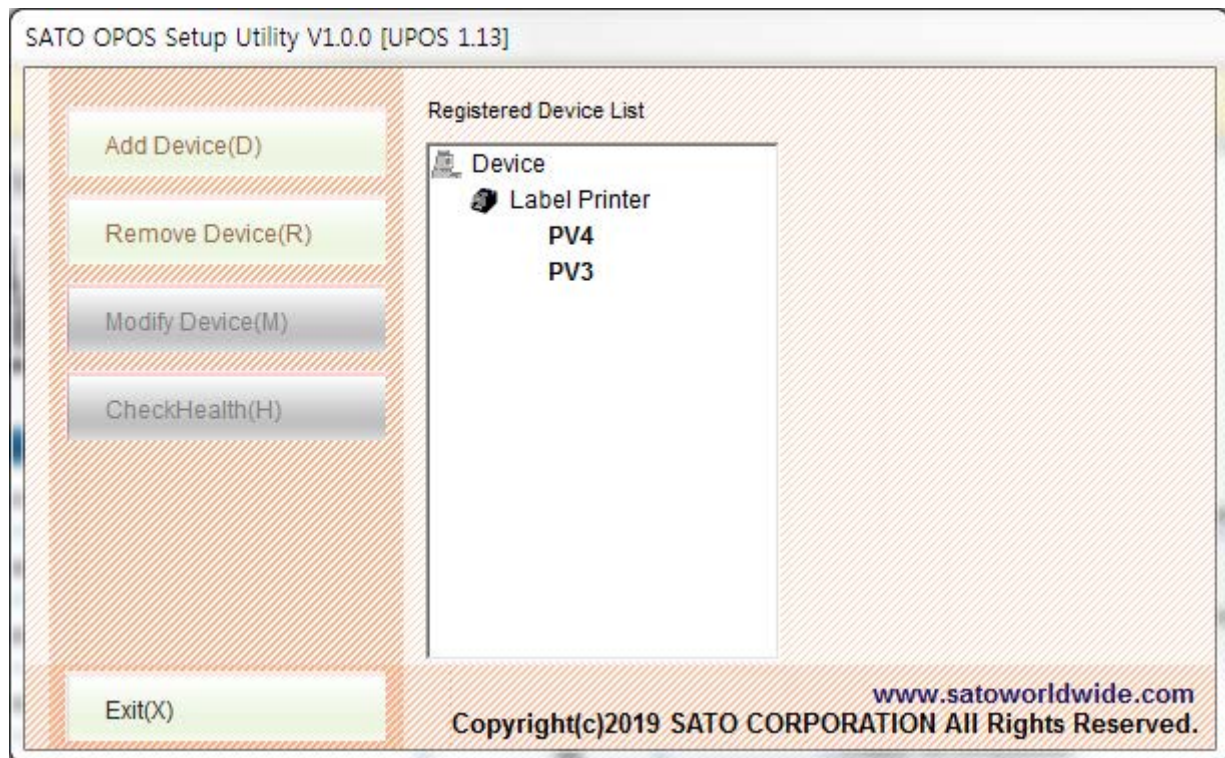 SATO OPOS Setup Utility V1.0.0 [UPOS 1.13]
Add Device(D)
Remove Device(R)
Modify Device(M)
CheckHealth(H)
Exit(X)
Registered Device List
Device
Label Printer
PV4
PV3
www.satoworldwide.com
Copyright(c)2019 SATO CORPORATION All Rights Reserved.